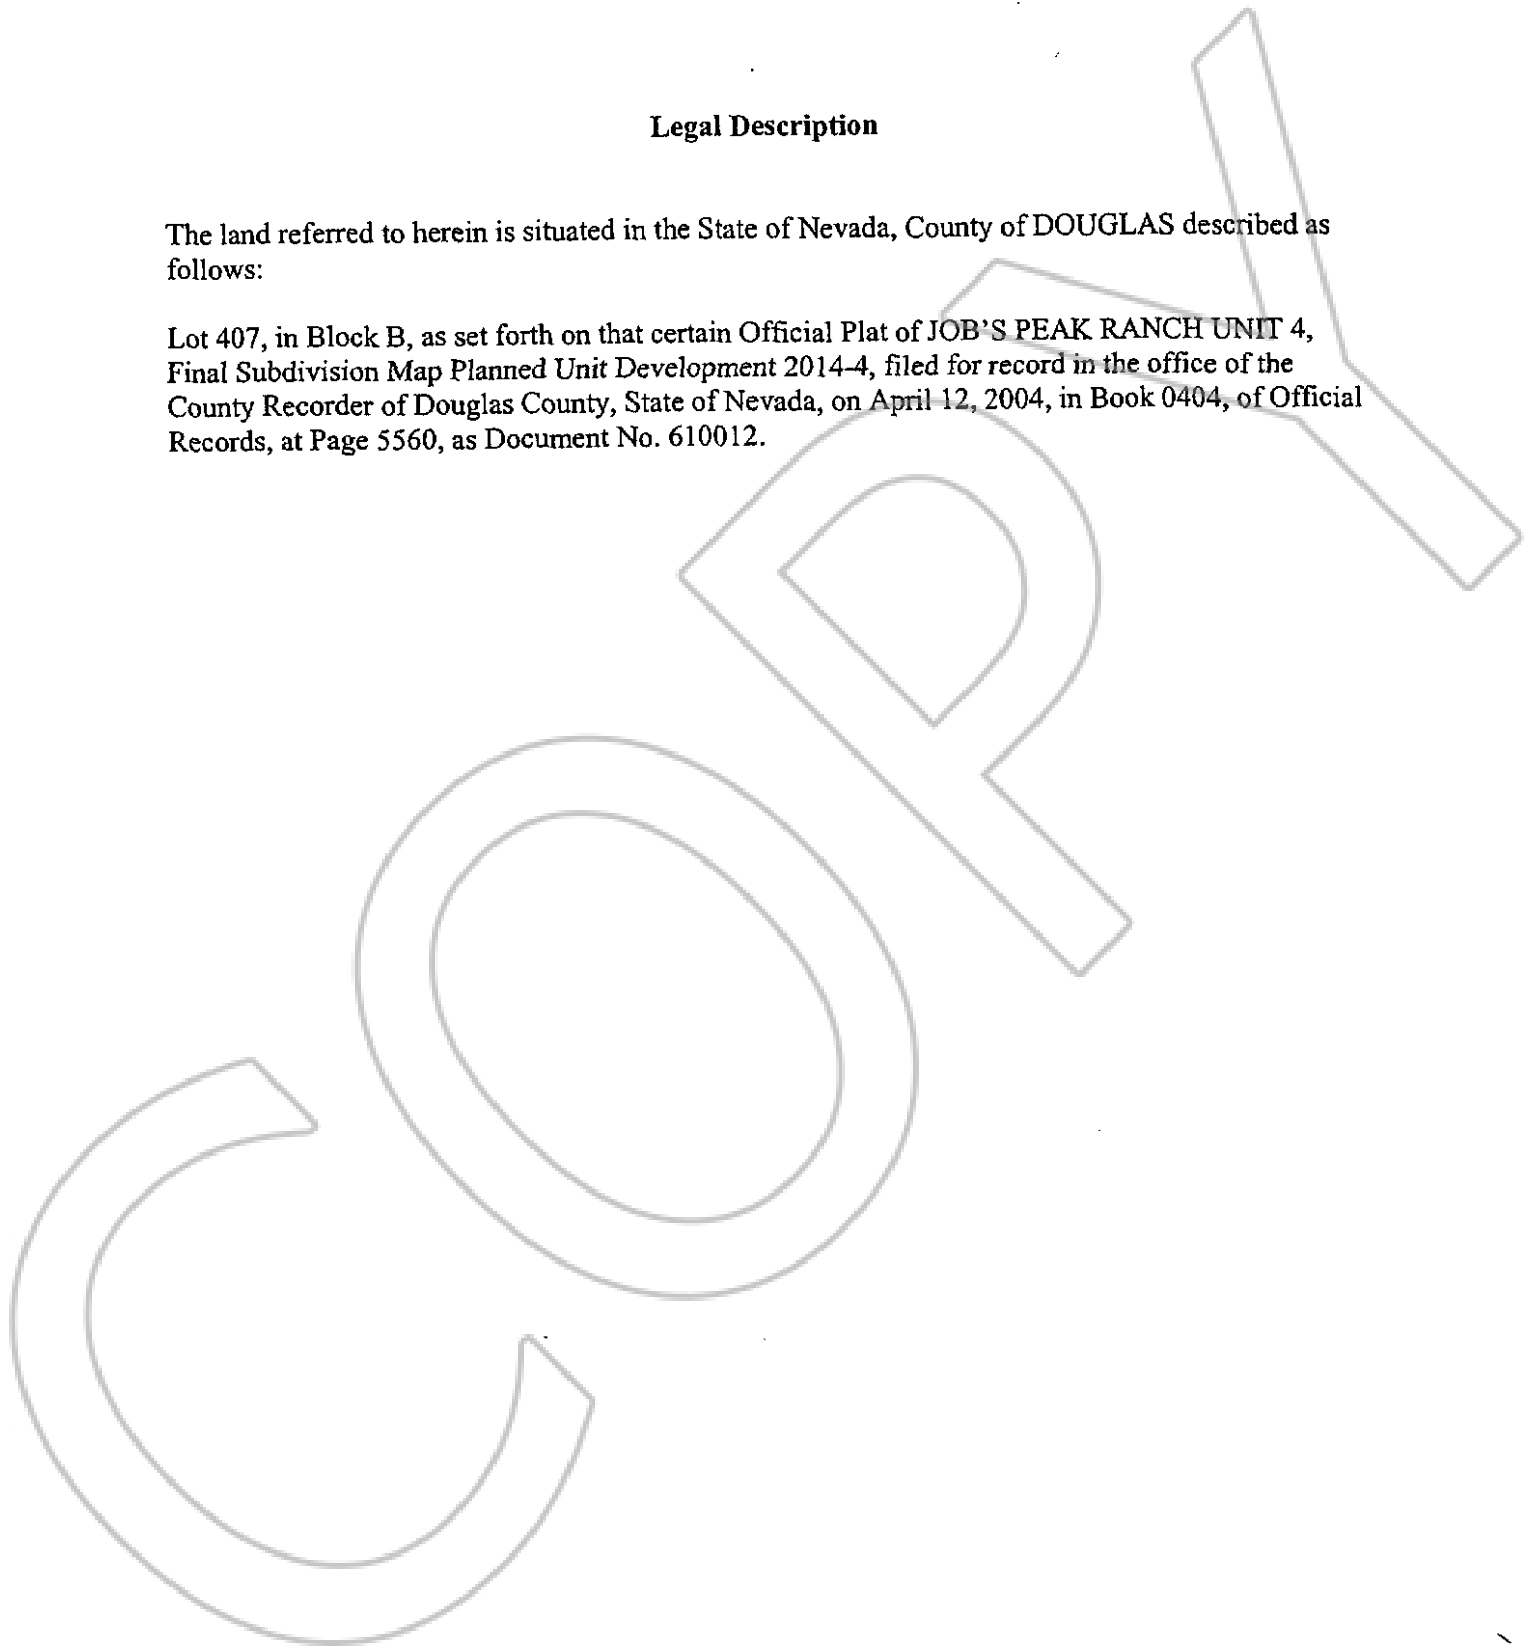 Legal Description
The land referred to herein is situated in the State of Nevada, County of DOUGLAS described as
follows:
Lot 407, in Block B, as set forth on that certain Official Plat of JOB'S PEAK RANCH UNIT 4,
Final Subdivision Map Planned Unit Development 2014-4, filed for record in the office of the
County Recorder of Douglas County, State of Nevada, on April 12, 2004, in Book 0404, of Official
Records, at Page 5560, as Document No. 610012.
COPY